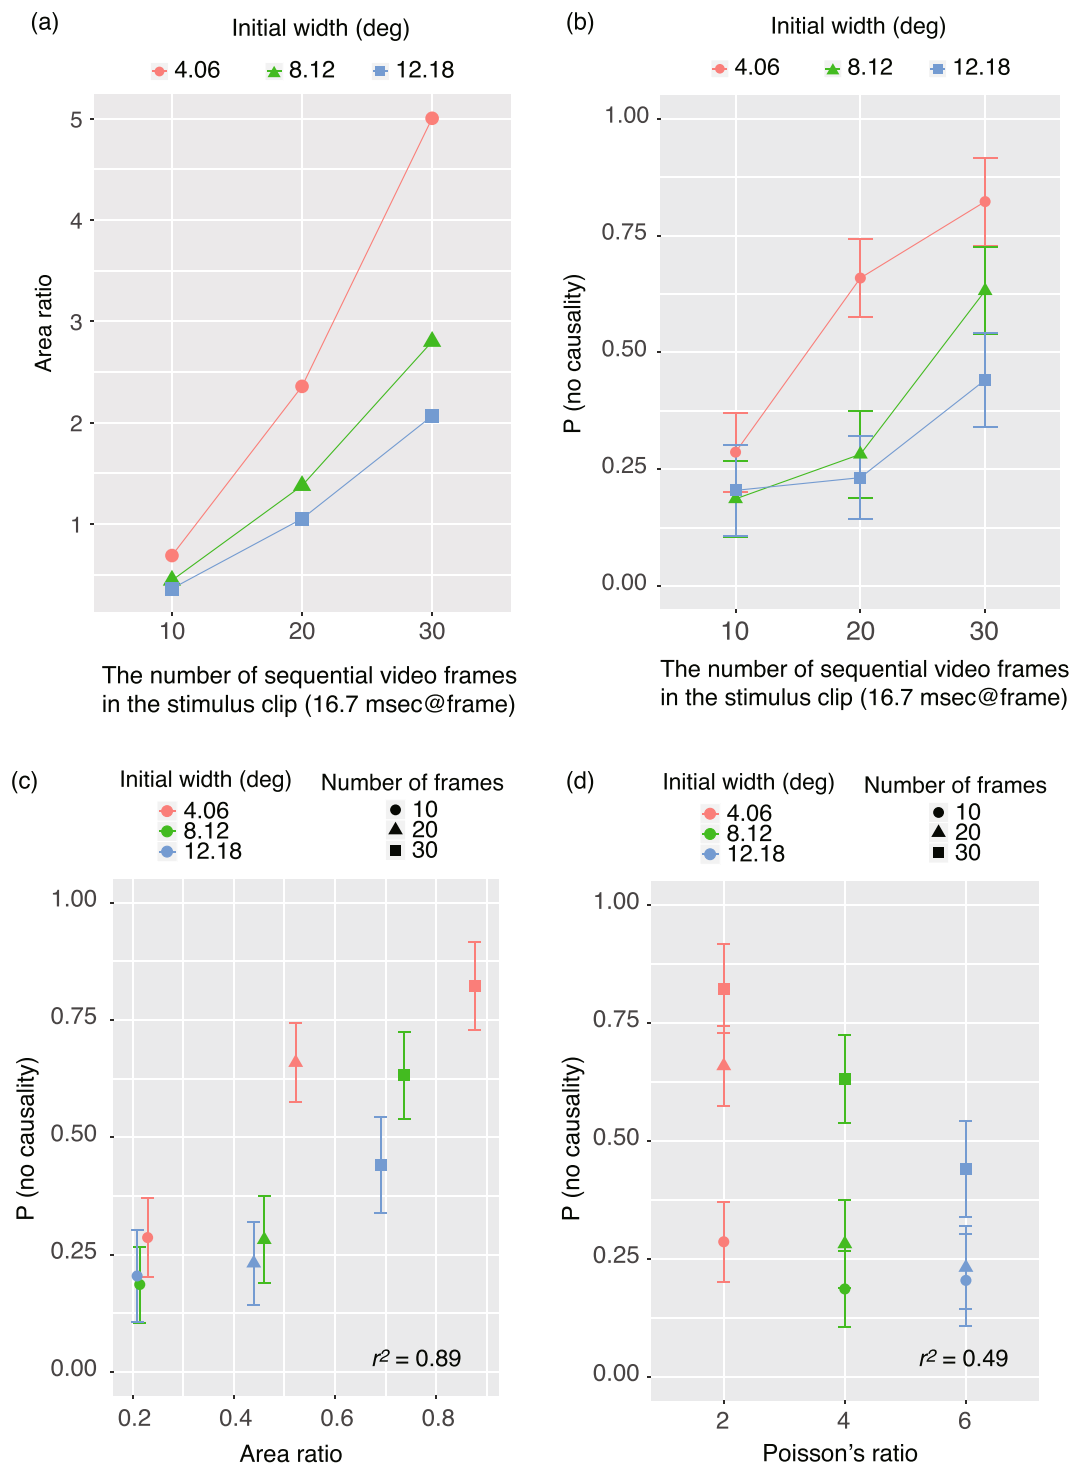 (a)
Initial width (deg)
4.06 8.12 12.18
5
4
3
2
1
Area ratio
10 20 30
The number of sequential video frames
in the stimulus clip (16.7 msec@frame)
(b)
Initial width (deg)
4.06 8.12 12.18
1.00
0.75
0.50
0.25
0.00
P (no causality)
10 20 30
The number of sequential video frames
in the stimulus clip (16.7 msec@frame)
(c)
Initial width (deg)
4.06
8.12
12.18
Number of frames
10
20
30
1.00
0.75
0.50
0.25
0.00
P (no causality)
r² = 0.89
0.2 0.4 0.6 0.8
Area ratio
(d)
Initial width (deg)
4.06
8.12
12.18
Number of frames
10
20
30
1.00
0.75
0.50
0.25
0.00
P (no causality)
r² = 0.49
2 4 6
Poisson’s ratio